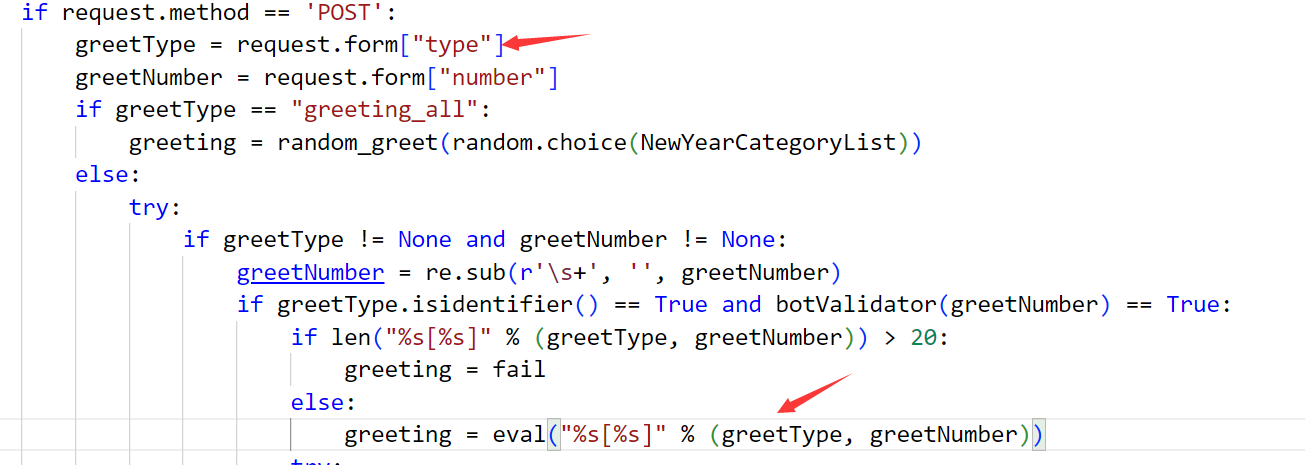 if request.method == 'POST':
    greetType = request.form["type"]
    greetNumber = request.form["number"]
    if greetType == "greeting_all":
        greeting = random_greet(random.choice(NewYearCategoryList))
    else:
        try:
            if greetType != None and greetNumber != None:
                greetNumber = re.sub(r'\s+', '', greetNumber)
                if greetType.isidentifier() == True and botValidator(greetNumber) == True:
                    if len("%s[%s]" % (greetType, greetNumber)) > 20:
                        greeting = fail
                    else:
                        greeting = eval("%s[%s]" % (greetType, greetNumber))
                    try: